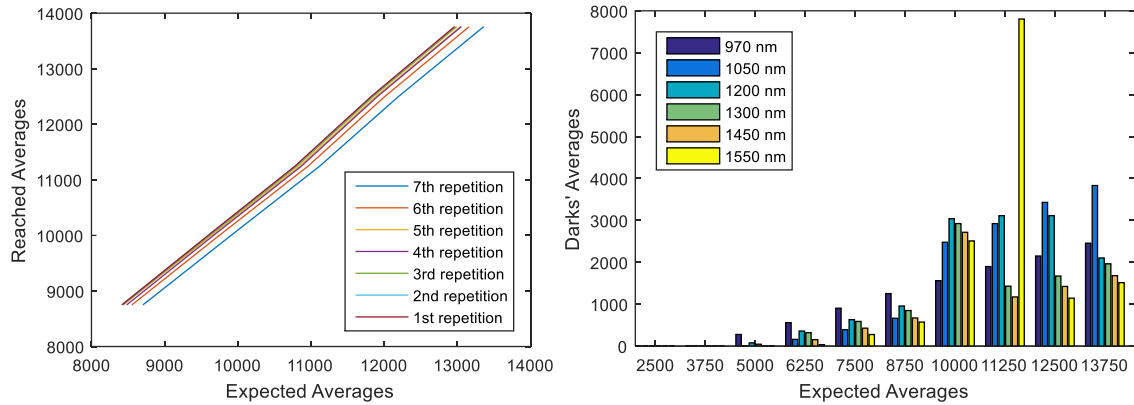 14000
13000
12000
11000
10000
9000
8000
Reached Averages
8000 9000 10000 11000 12000 13000 14000
Expected Averages
7th repetition
6th repetition
5th repetition
4th repetition
3rd repetition
2nd repetition
1st repetition
8000
7000
6000
5000
4000
3000
2000
1000
0
Darks' Averages
2500 3750 5000 6250 7500 8750 10000 11250 12500 13750
Expected Averages
970 nm
1050 nm
1200 nm
1300 nm
1450 nm
1550 nm